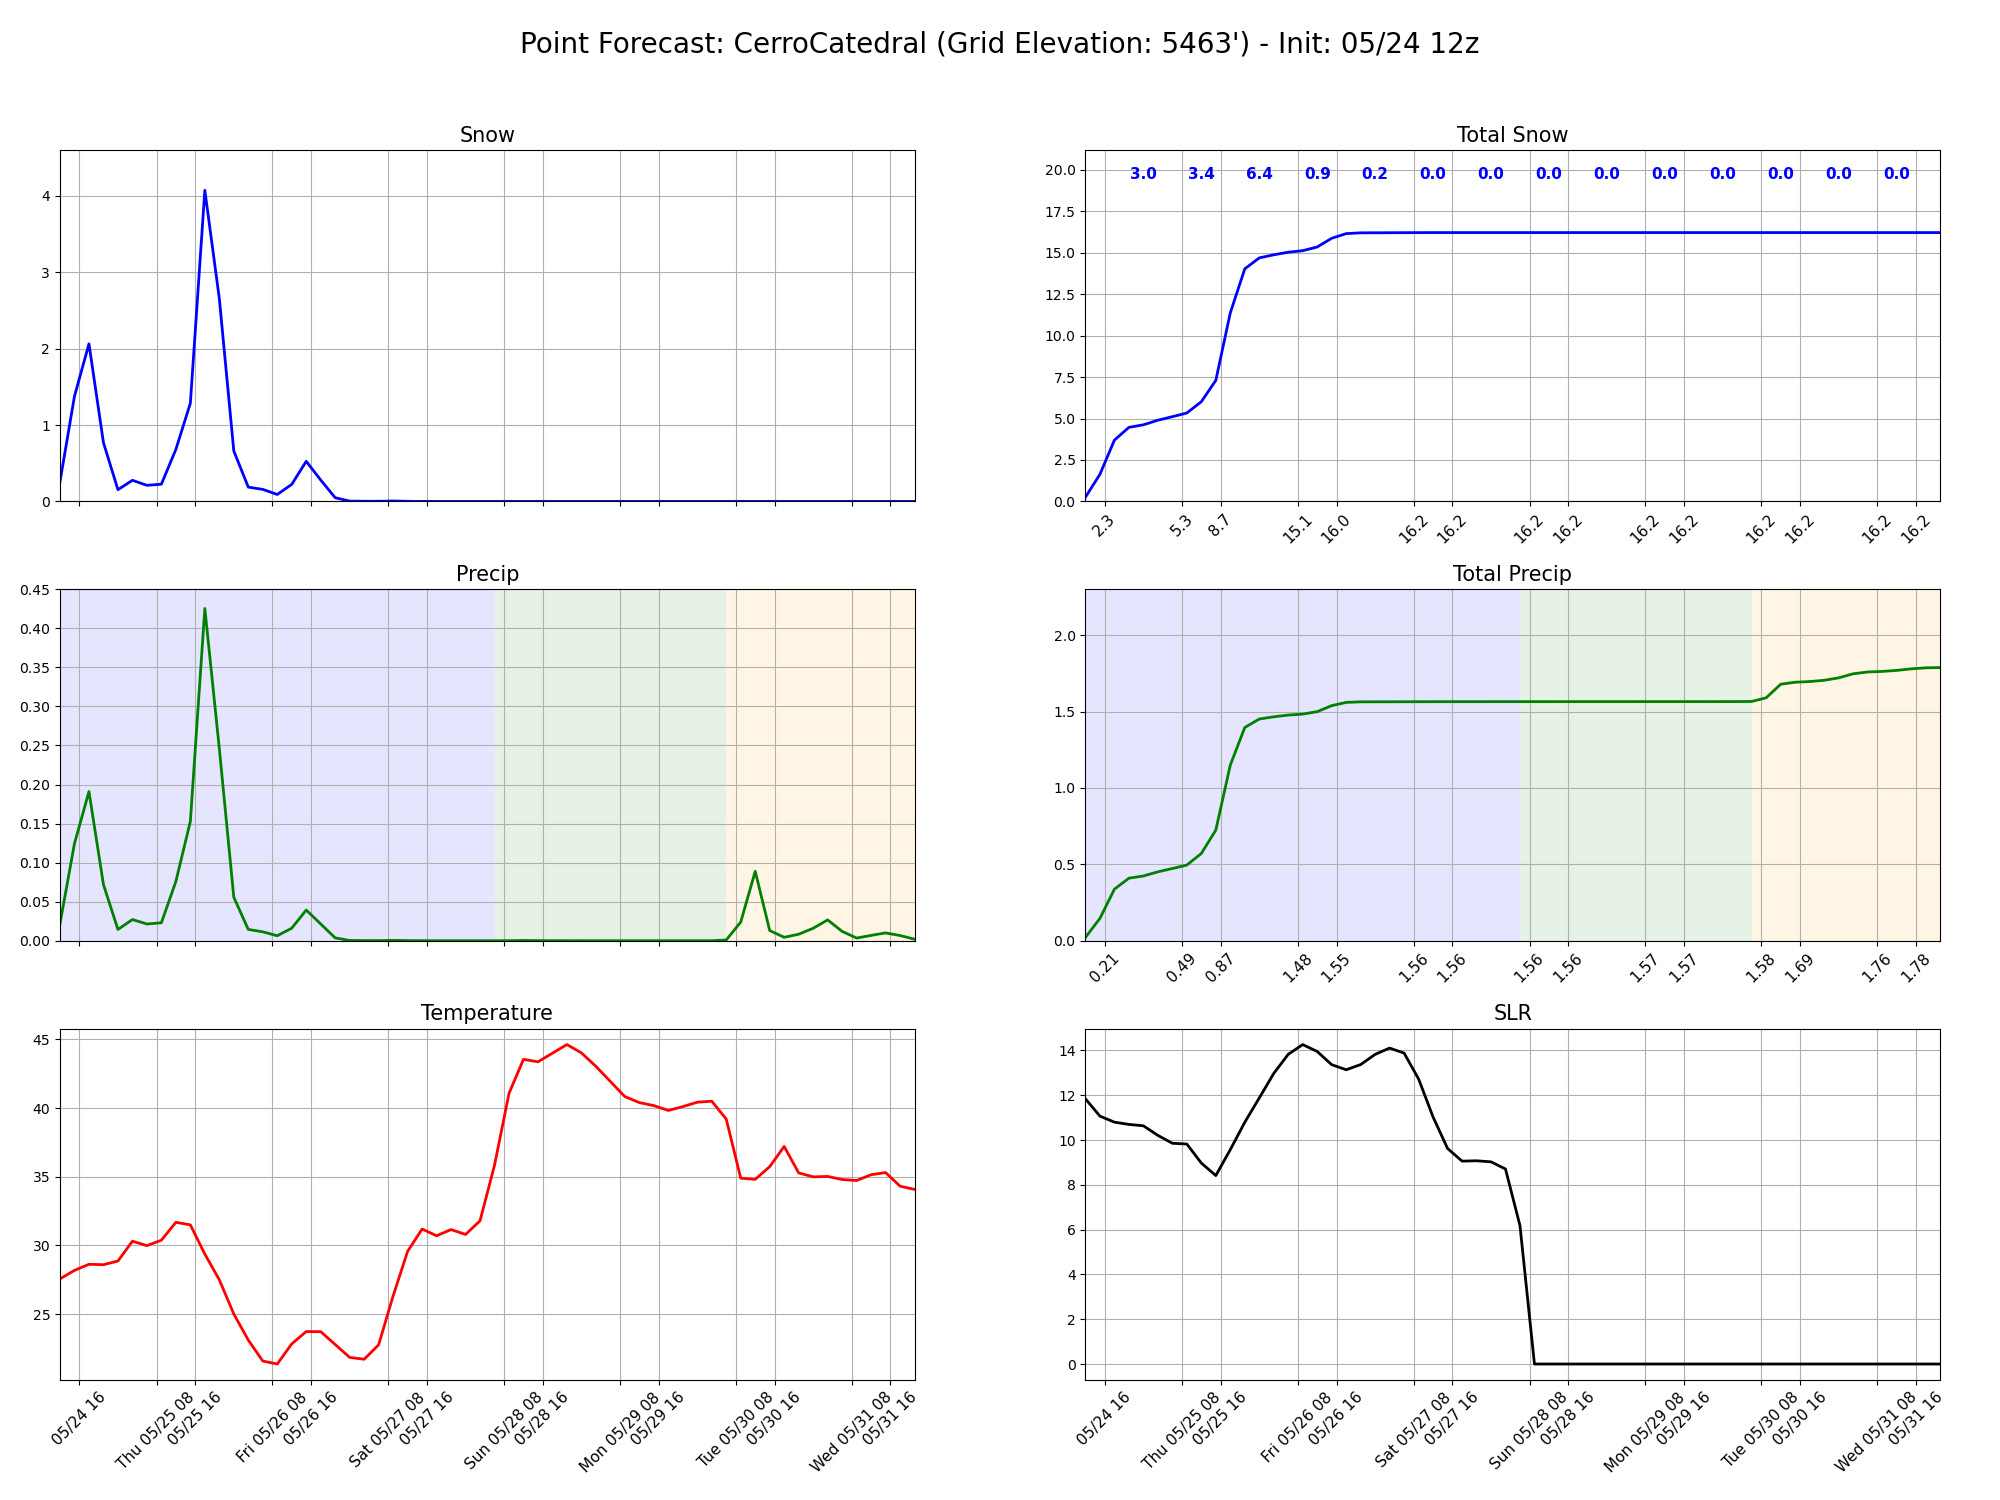 Point Forecast: CerroCatedral (Grid Elevation: 5463') - Init: 05/24 12z
Snow
4
3
2
1
0
Total Snow
3.0 3.4 6.4 0.9 0.2 0.0 0.0 0.0 0.0 0.0 0.0 0.0 0.0 0.0
20.0
17.5
15.0
12.5
10.0
7.5
5.0
2.5
0.0
2.3 5.3 8.7 15.1 16.0 16.2 16.2 16.2 16.2 16.2 16.2 16.2 16.2 16.2 16.2
Precip
0.45
0.40
0.35
0.30
0.25
0.20
0.15
0.10
0.05
0.00
Total Precip
2.0
1.5
1.0
0.5
0.0
0.21 0.49 0.87 1.48 1.55 1.56 1.56 1.56 1.56 1.57 1.57 1.58 1.69 1.76 1.78
Temperature
45
40
35
30
25
05/24 16
Thu 05/25 08
05/25 16
Fri 05/26 08
05/26 16
Sat 05/27 08
05/27 16
Sun 05/28 08
05/28 16
Mon 05/29 08
05/29 16
Tue 05/30 08
05/30 16
Wed 05/31 08
05/31 16
SLR
14
12
10
8
6
4
2
0
05/24 16
Thu 05/25 08
05/25 16
Fri 05/26 08
05/26 16
Sat 05/27 08
05/27 16
Sun 05/28 08
05/28 16
Mon 05/29 08
05/29 16
Tue 05/30 08
05/30 16
Wed 05/31 08
05/31 16